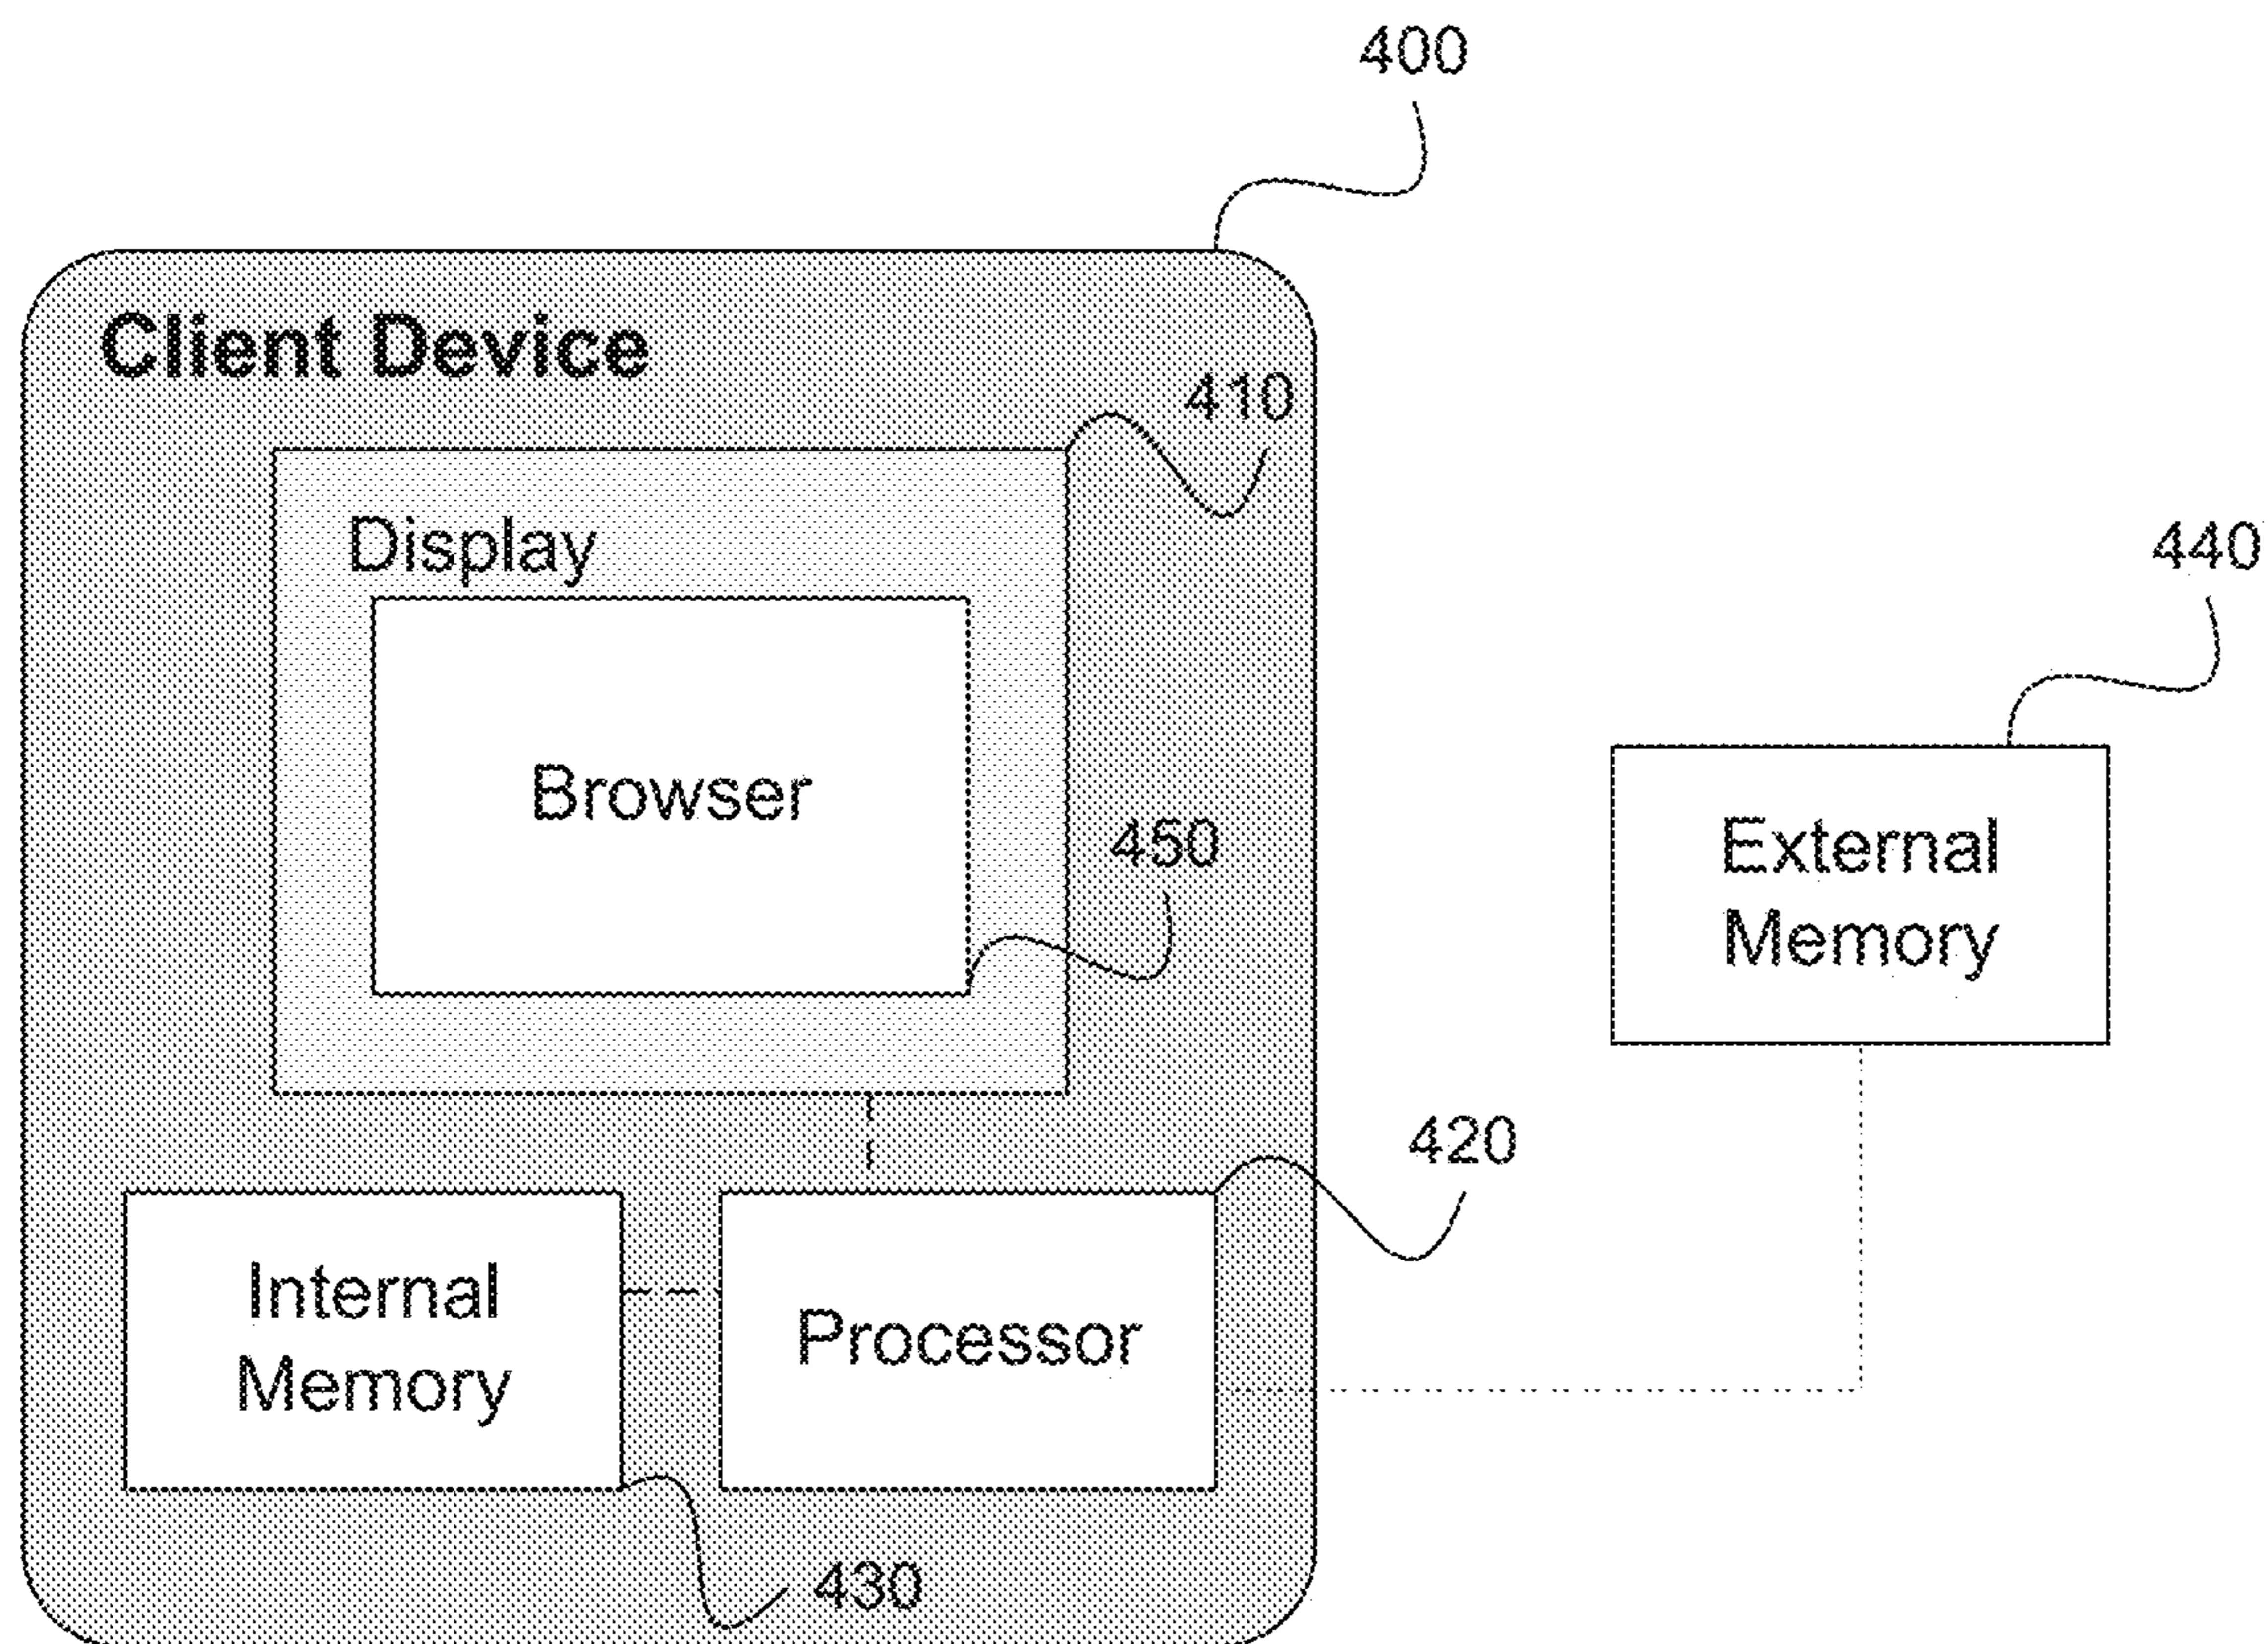 400
Client Device
410
Display
440
Browser
450
External
Memory
420
Internal
Memory
Processor
430